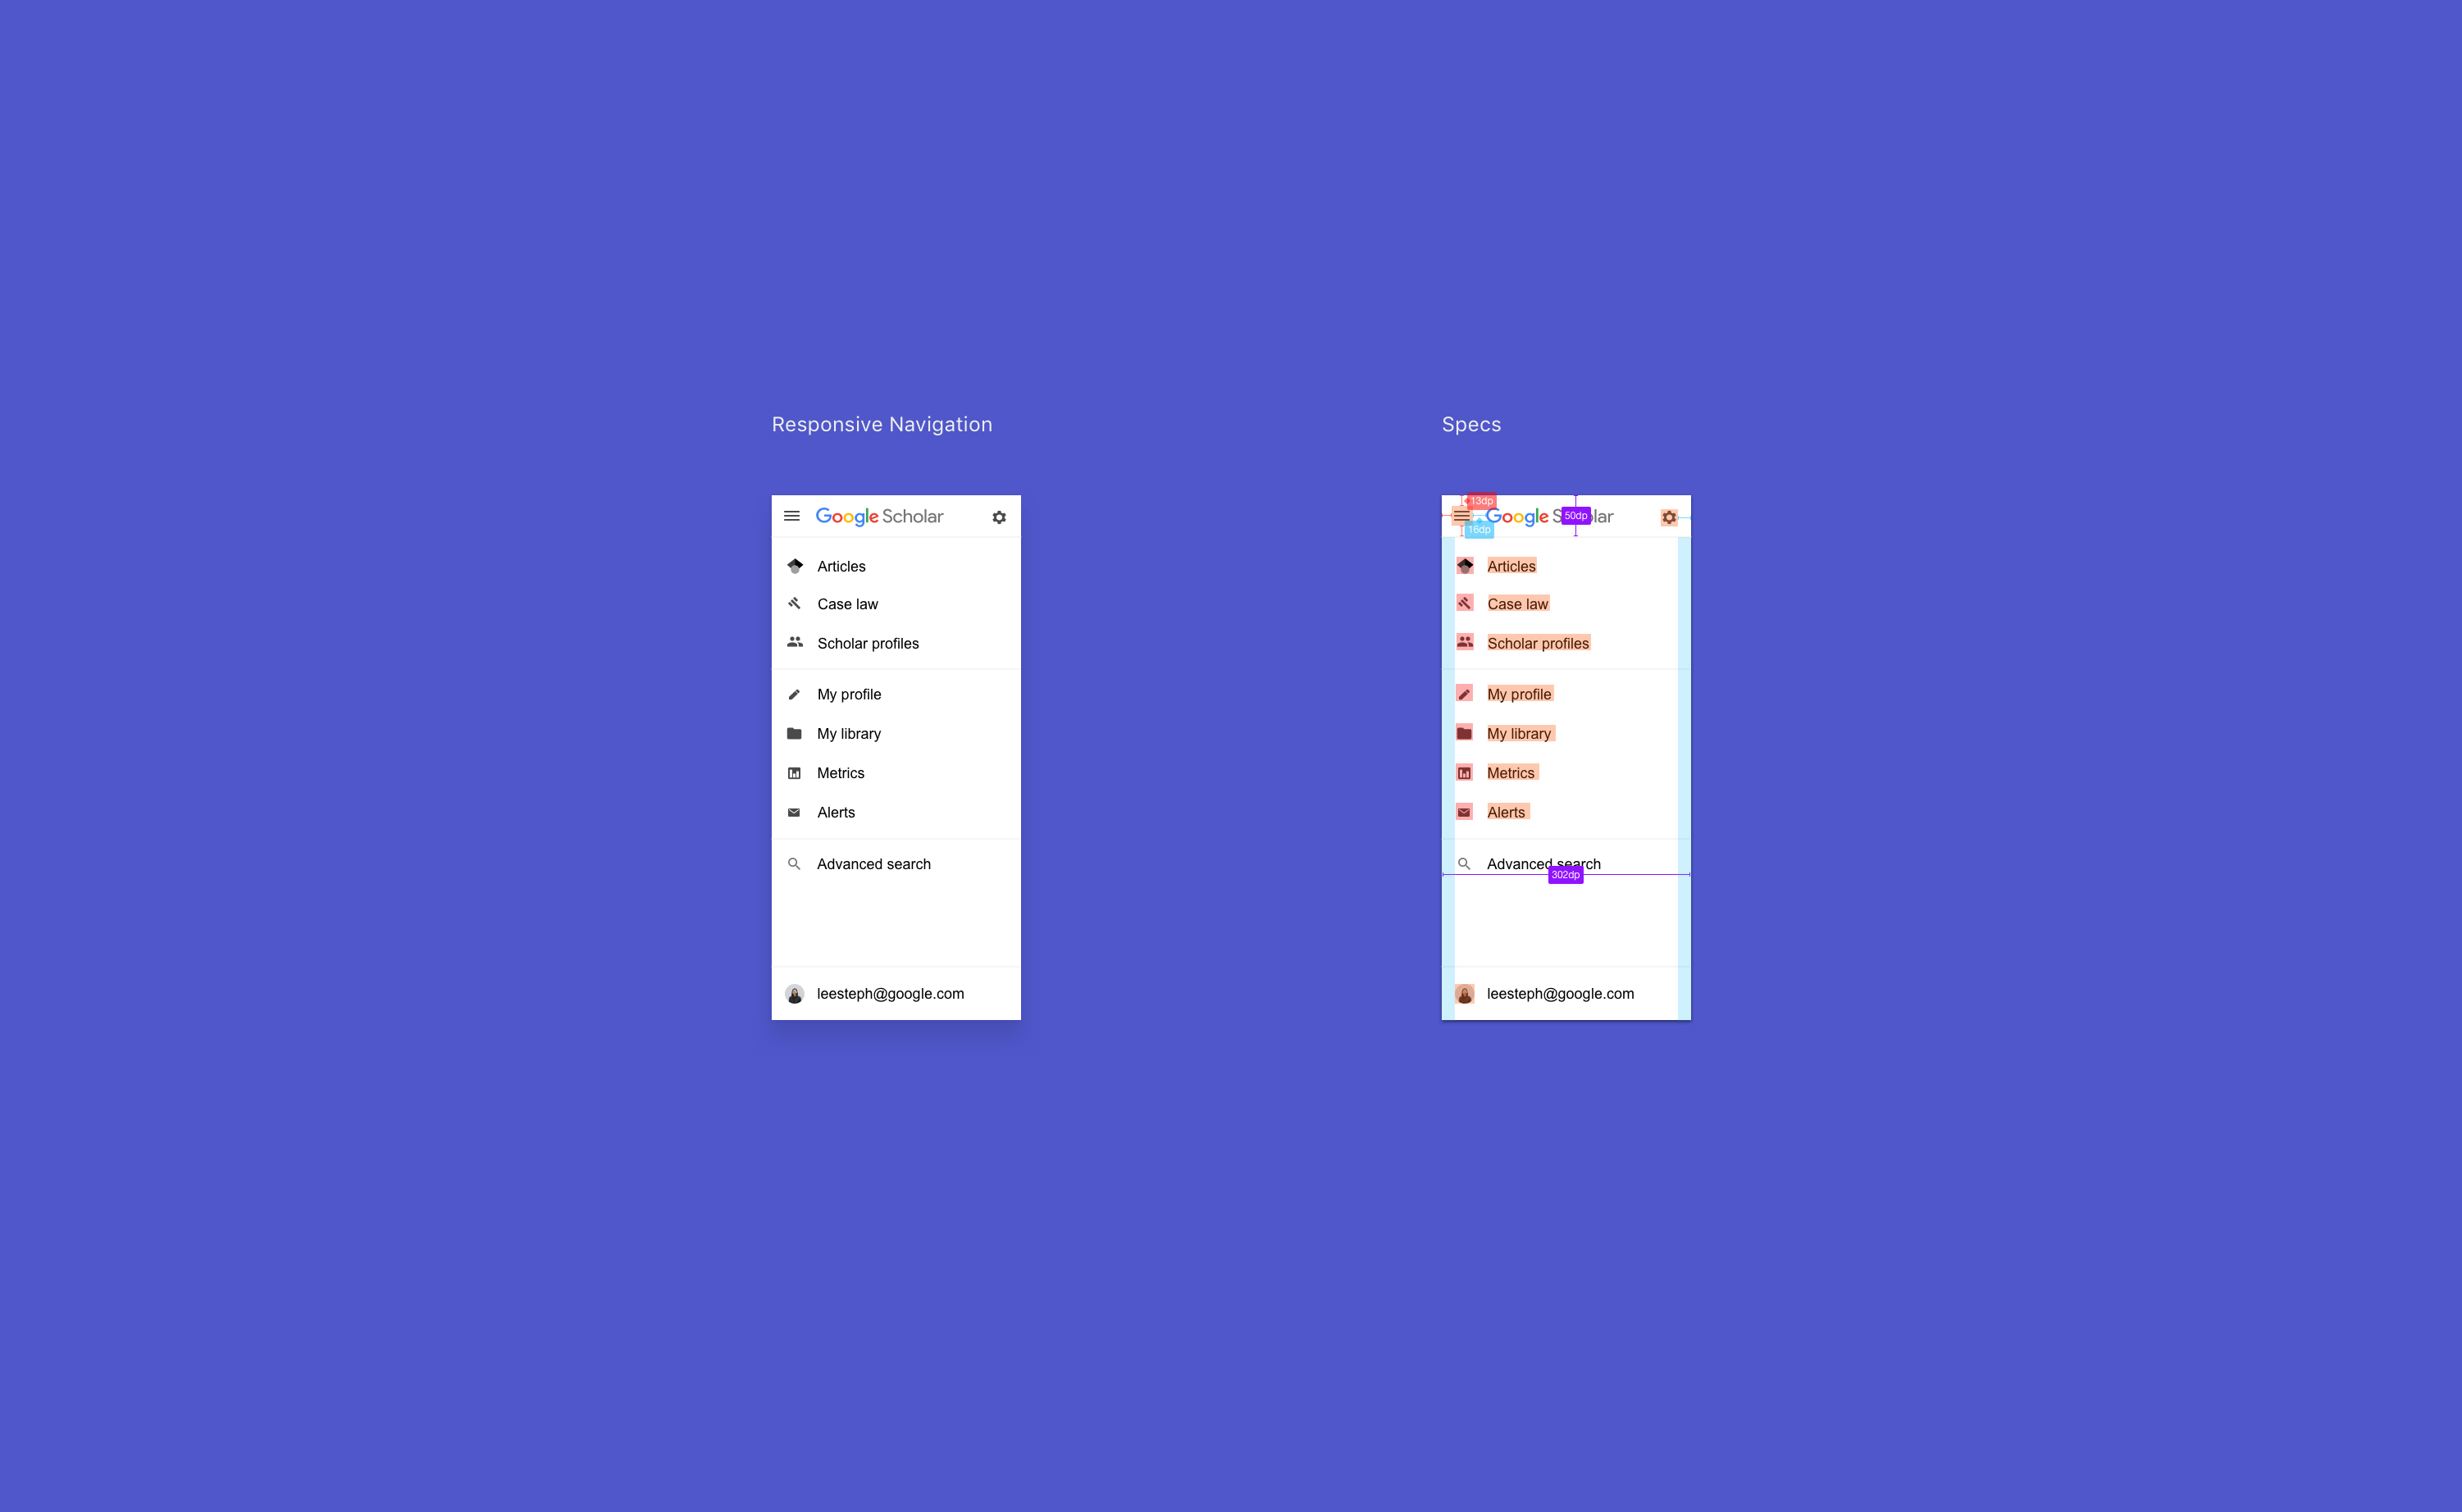 Responsive Navigation
Google Scholar
Articles
Case law
Scholar profiles
My profile
My library
Metrics
Alerts
Advanced search
leesteph@google.com
Specs
13dp
16dp
50dp
Google Scholar
Articles
Case law
Scholar profiles
My profile
My library
Metrics
Alerts
Advanced search
302dp
leesteph@google.com